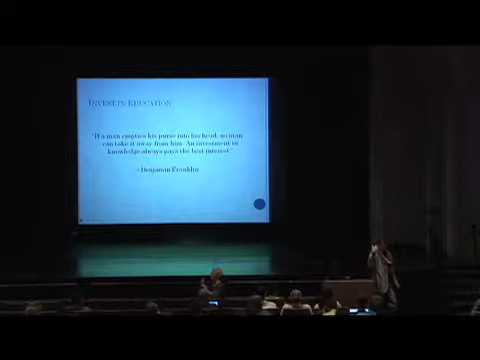 INVEST IN EDUCATION
"If a man empties his purse into his head, no man
can take it away from him. An investment in
knowledge always pays the best interest."
- Benjamin Franklin